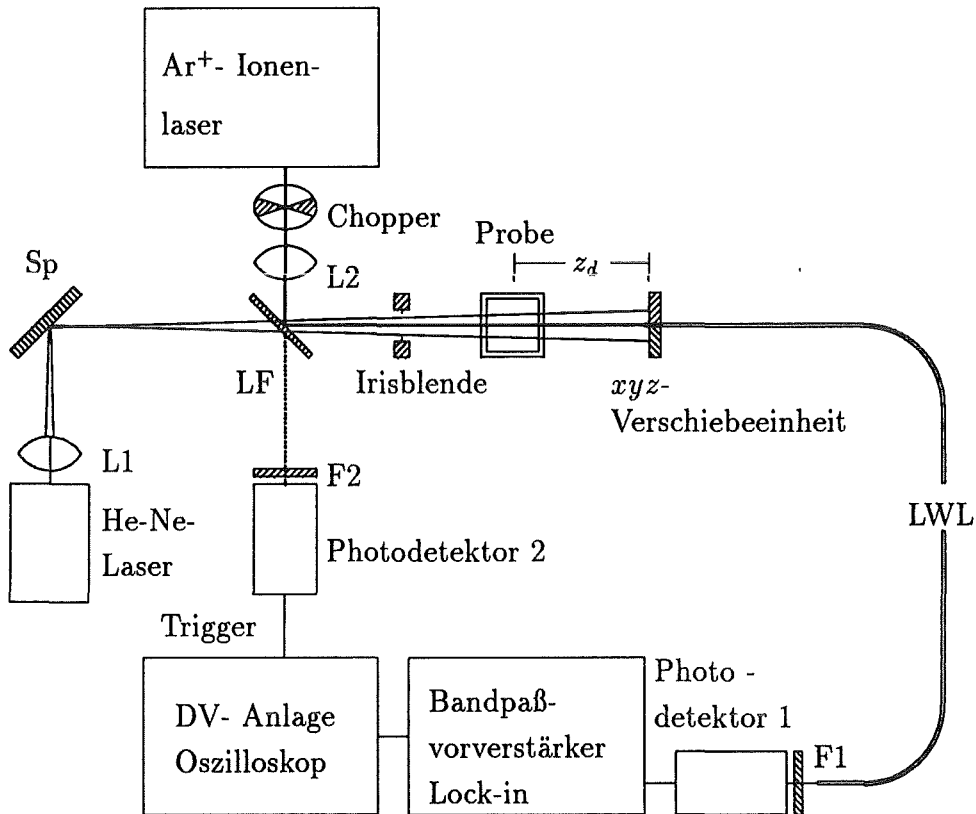 Ar⁺- Ionen-
laser
Chopper
Probe
Sp
L2
z_d
LF
Irisblende
xyz-
Verschiebeeinheit
L1
F2
He-Ne-
Laser
Photodetektor 2
LWL
Trigger
DV- Anlage
Oszilloskop
Bandpaß-
vorverstärker
Lock-in
Photo -
detektor 1
F1